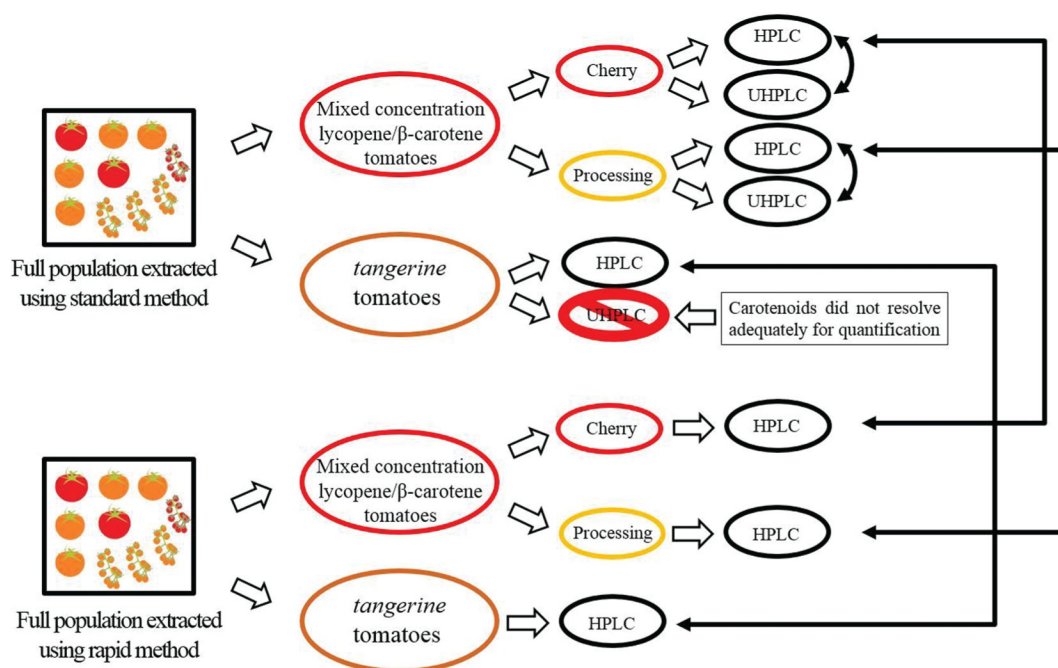 Full population extracted
using standard method
Mixed concentration
lycopene/β-carotene
tomatoes
Cherry
HPLC
UHPLC
Processing
HPLC
UHPLC
tangerine
tomatoes
HPLC
UHPLC
Carotenoids did not resolve
adequately for quantification
Full population extracted
using rapid method
Mixed concentration
lycopene/β-carotene
tomatoes
Cherry
HPLC
Processing
HPLC
tangerine
tomatoes
HPLC